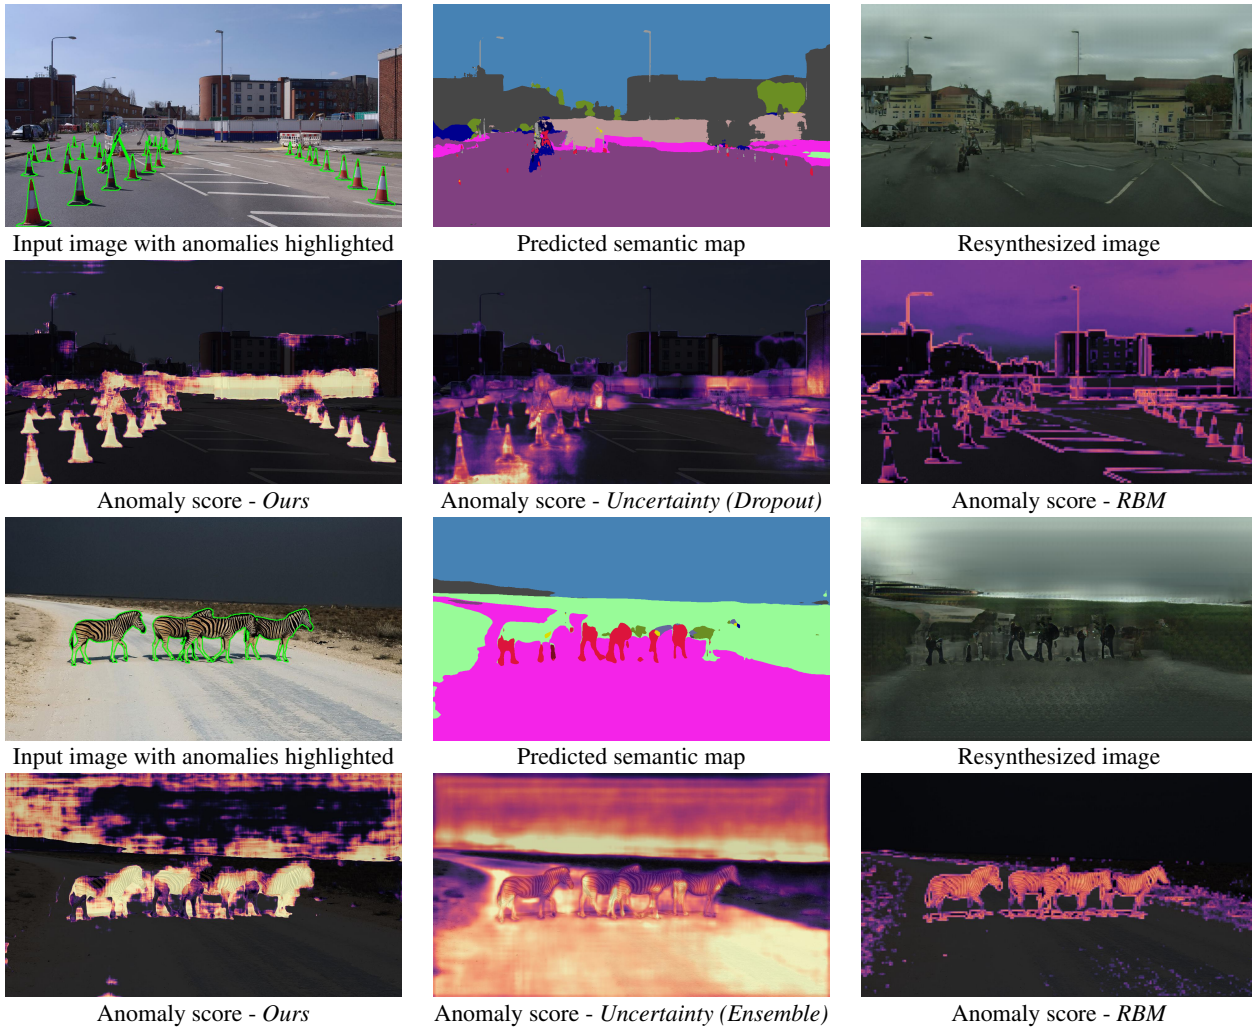 Input image with anomalies highlighted
Predicted semantic map
Resynthesized image
Anomaly score - Ours
Anomaly score - Uncertainty (Dropout)
Anomaly score - RBM
Input image with anomalies highlighted
Predicted semantic map
Resynthesized image
Anomaly score - Ours
Anomaly score - Uncertainty (Ensemble)
Anomaly score - RBM